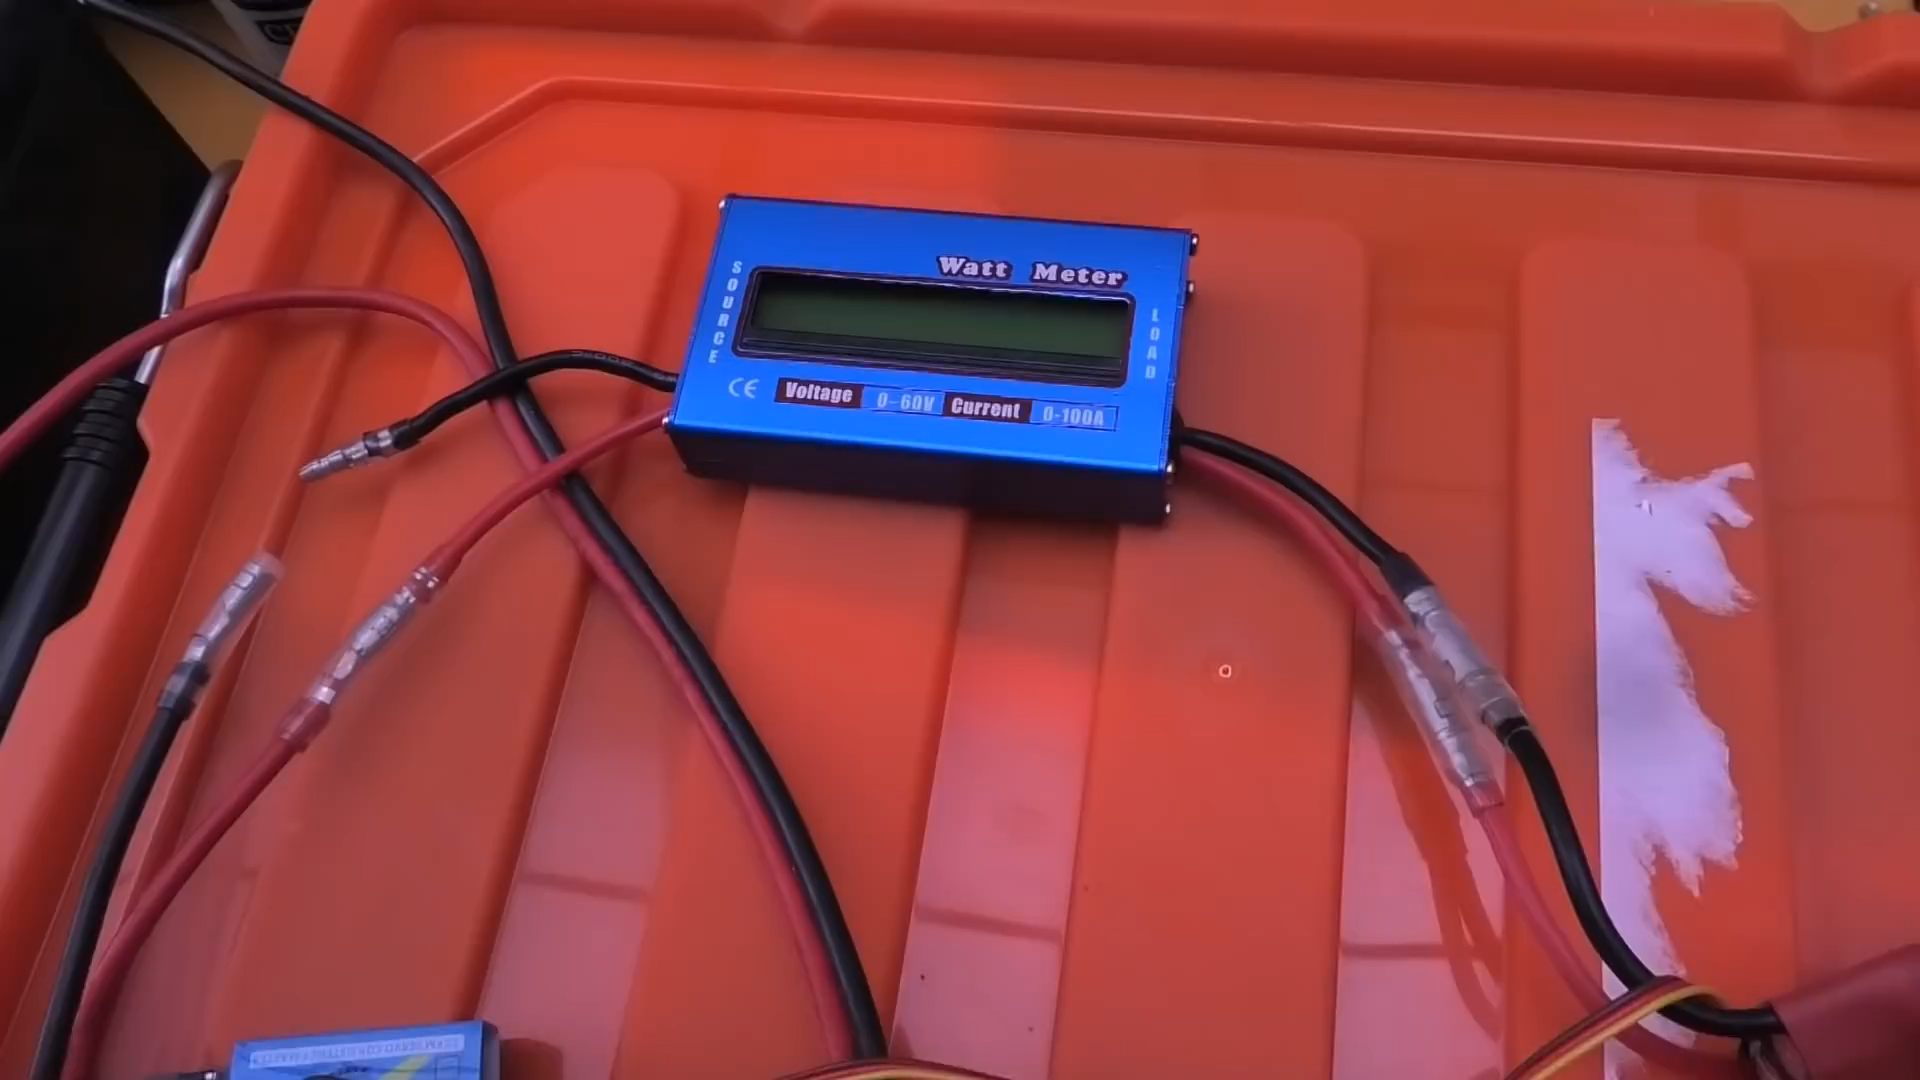 Watt Meter
SOURCE
LOAD
CE
Voltage 0-60V Current 0-100A